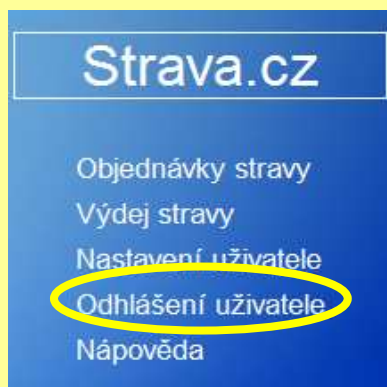 Strava.cz
Objednávky stravy
Výdej stravy
Nastavení uživatele
Odhlášení uživatele
Nápověda